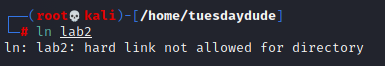 ┌──(root💀kali)-[/home/tuesdaydude]
└─# ln lab2
ln: lab2: hard link not allowed for directory